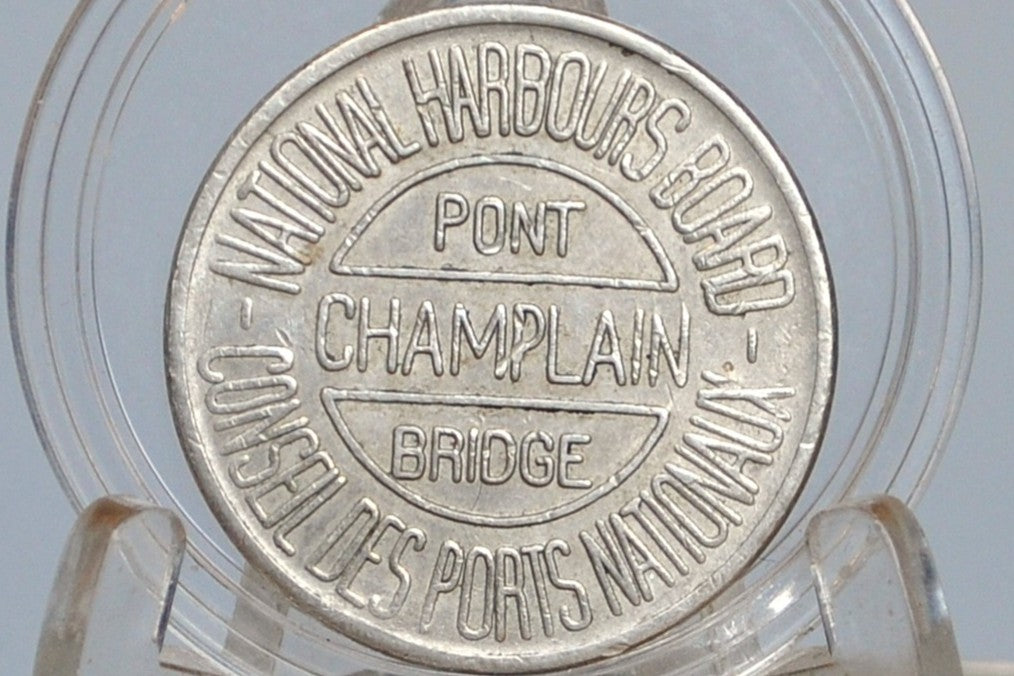 NATIONAL HARBOURS BOARD
PONT
CHAMPLAIN
BRIDGE
CONSEIL DES PORTS NATIONAUX